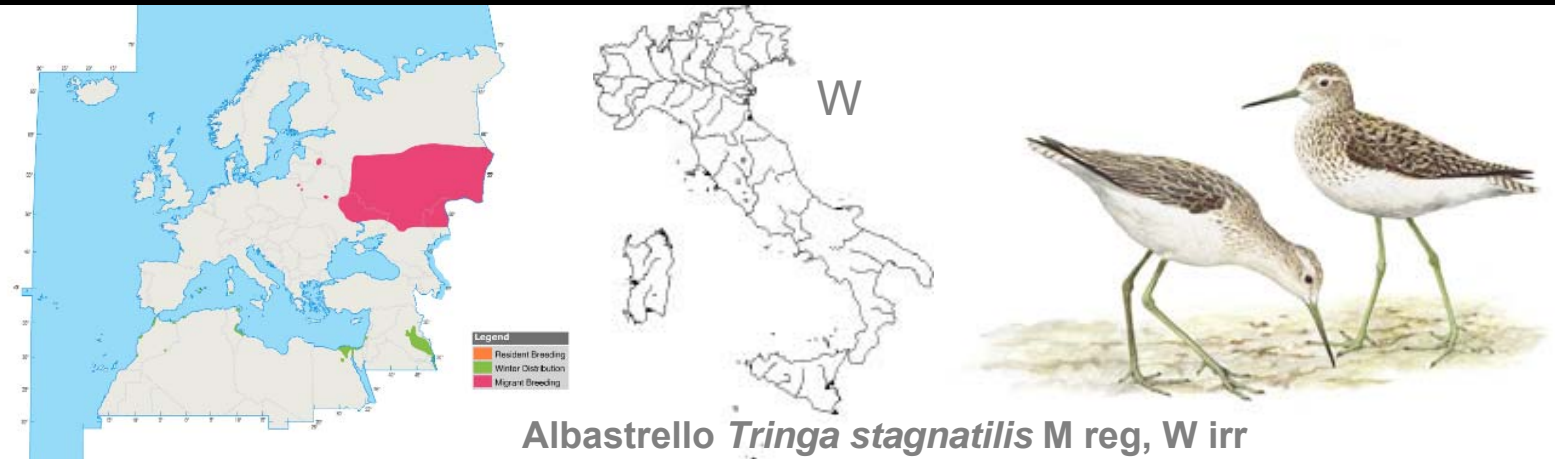 W
Legend
Resident Breeding
Winter Distribution
Migrant Breeding
Albastrello Tringa stagnatilis M reg, W irr